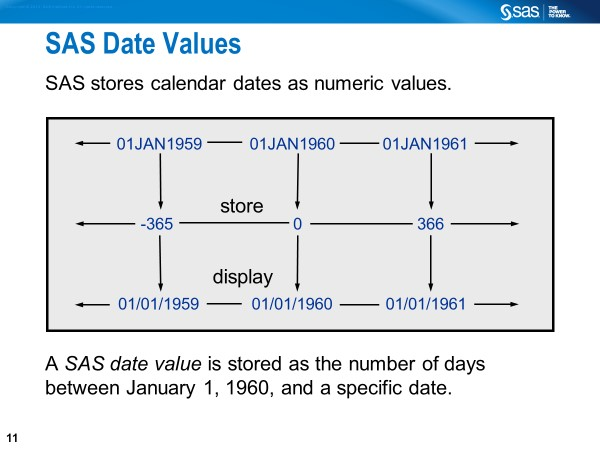 sas THE POWER TO KNOW.
SAS Date Values
SAS stores calendar dates as numeric values.
01JAN1959 01JAN1960 01JAN1961
store
-365 0 366
display
01/01/1959 01/01/1960 01/01/1961
A SAS date value is stored as the number of days
between January 1, 1960, and a specific date.
11